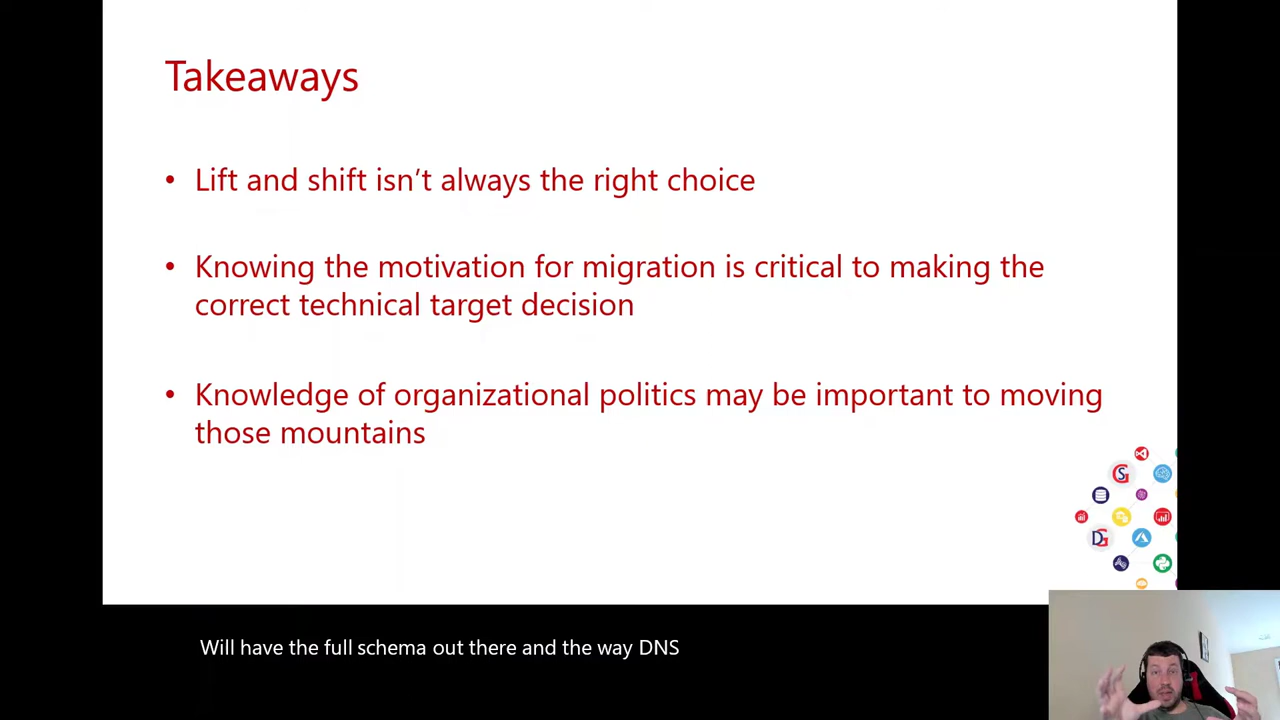 Takeaways
• Lift and shift isn’t always the right choice
• Knowing the motivation for migration is critical to making the
correct technical target decision
• Knowledge of organizational politics may be important to moving
those mountains
Will have the full schema out there and the way DNS